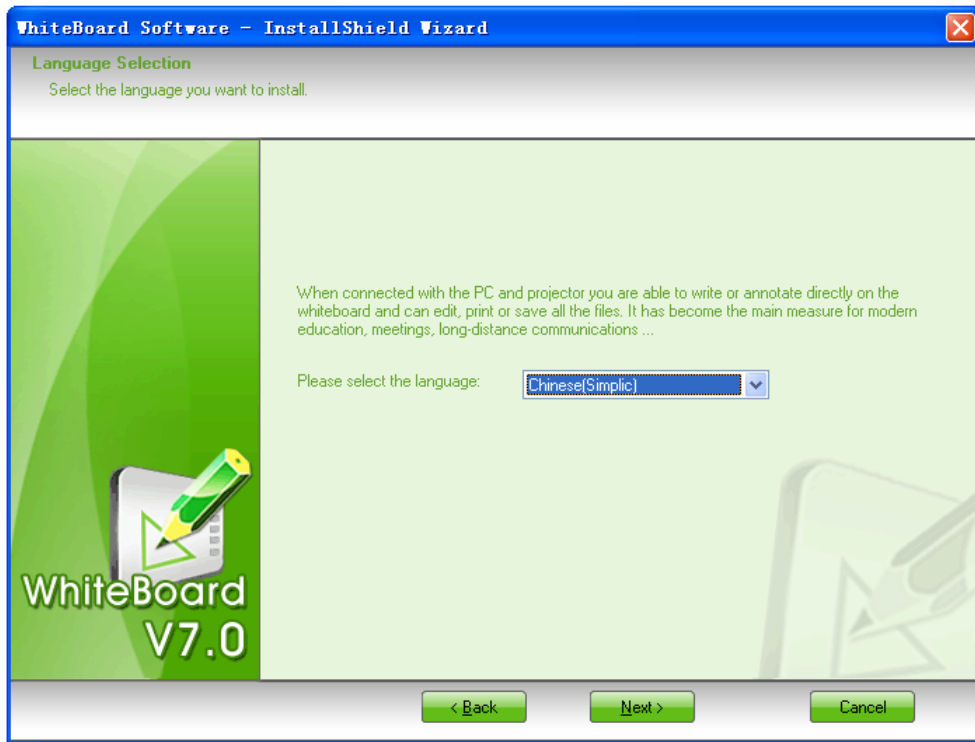 WhiteBoard Software - InstallShield Wizard
Language Selection
Select the language you want to install.
When connected with the PC and projector you are able to write or annotate directly on the
whiteboard and can edit, print or save all the files. It has become the main measure for modern
education, meetings, long-distance communications ...
Please select the language:
Chinese(Simplic)
WhiteBoard
V7.0
< Back
Next >
Cancel